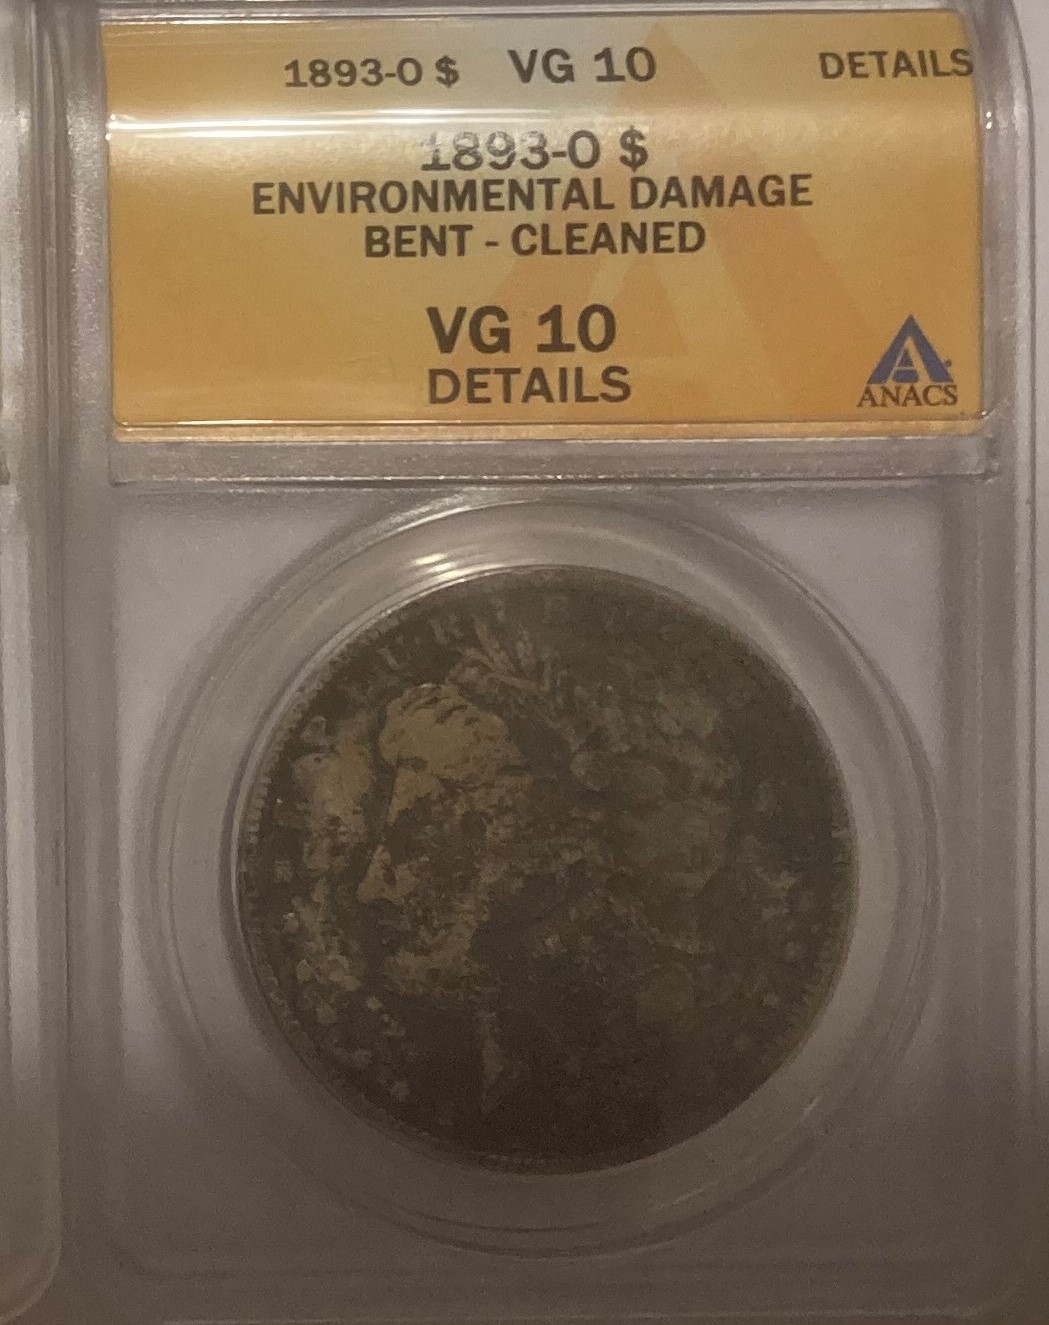 1893-O $ VG 10 DETAILS
1893-O $
ENVIRONMENTAL DAMAGE
BENT - CLEANED
VG 10
DETAILS
ANACS